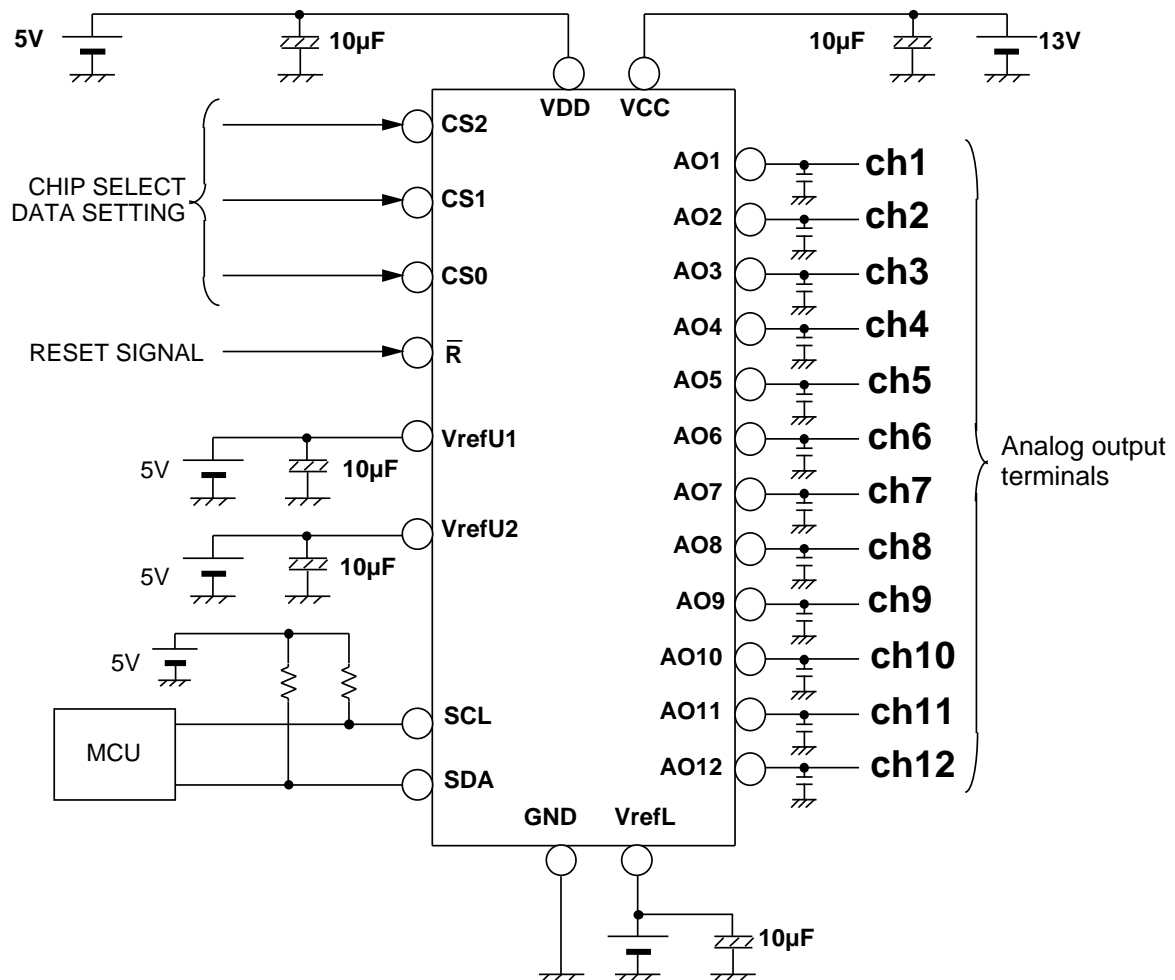 5V
10µF
10µF
13V
VDD
VCC
CHIP SELECT
DATA SETTING
CS2
CS1
CS0
RESET SIGNAL
R̅
5V
10µF
VrefU1
5V
10µF
VrefU2
5V
MCU
SCL
SDA
GND
VrefL
10µF
AO1
ch1
AO2
ch2
AO3
ch3
AO4
ch4
AO5
ch5
AO6
ch6
AO7
ch7
AO8
ch8
AO9
ch9
AO10
ch10
AO11
ch11
AO12
ch12
Analog output
terminals